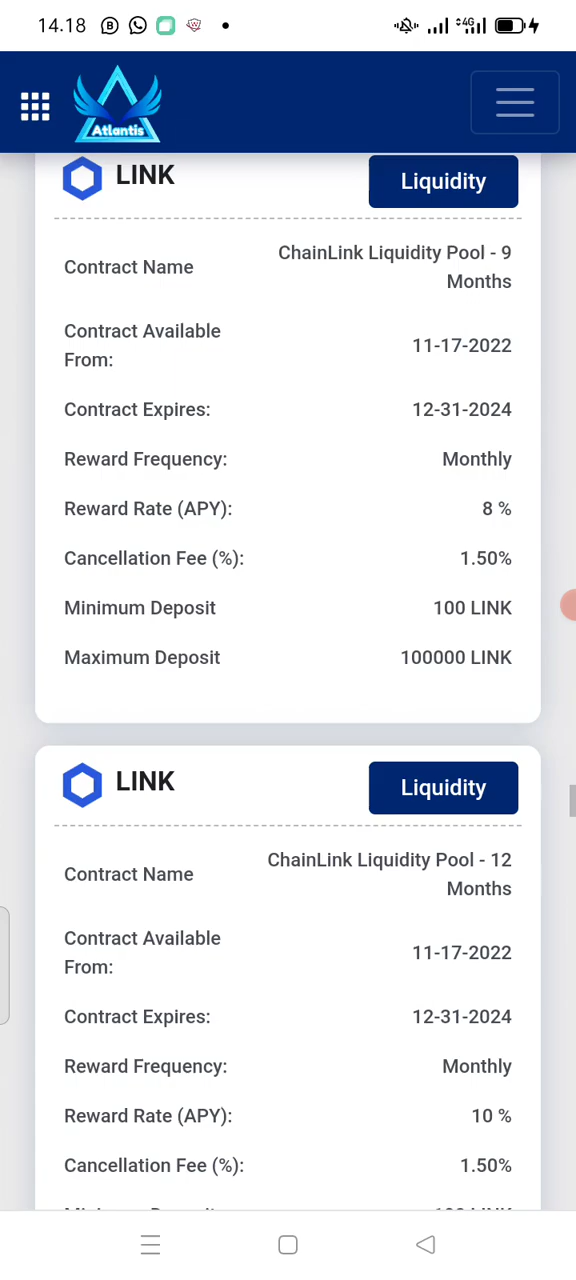 14.18
4G
Atlantis
LINK
Liquidity
Contract Name
ChainLink Liquidity Pool - 9
Months
Contract Available
From:
11-17-2022
Contract Expires:
12-31-2024
Reward Frequency:
Monthly
Reward Rate (APY):
8 %
Cancellation Fee (%):
1.50%
Minimum Deposit
100 LINK
Maximum Deposit
100000 LINK
LINK
Liquidity
Contract Name
ChainLink Liquidity Pool - 12
Months
Contract Available
From:
11-17-2022
Contract Expires:
12-31-2024
Reward Frequency:
Monthly
Reward Rate (APY):
10 %
Cancellation Fee (%):
1.50%